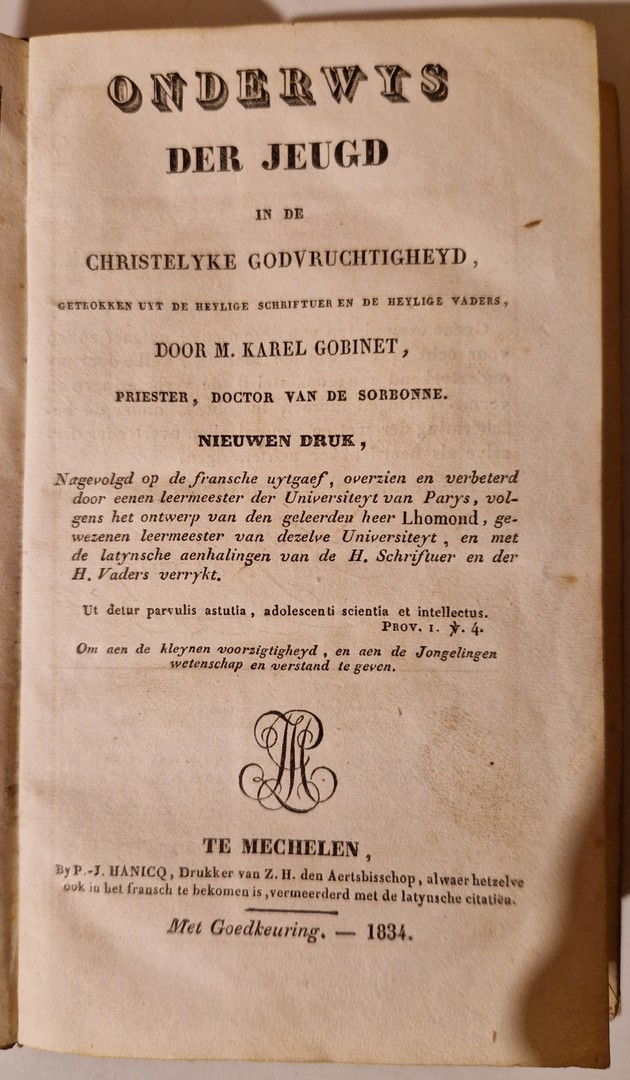 ONDERWYS
DER JEUGD
IN DE
CHRISTELYKE GODVRUCHTIGHEYD,
GETROKKEN UYT DE HEYLIGE SCHRIFTUER EN DE HEYLIGE VADERS,
DOOR M. KAREL GOBINET,
PRIESTER, DOCTOR VAN DE SORBONNE.
NIEUWEN DRUK,
Nagevolgd op de fransche uytgaef, overzien en verbeterd
door eenen leermeester der Universiteyt van Parys, vol-
gens het ontwerp van den geleerden heer Lhomond, ge-
wezenen leermeester van dezelve Universiteyt, en met
de latynsche aenhalingen van de H. Schriftuer en der
H. Vaders verrykt.
Ut detur parvulis astutia, adolescenti scientia et intellectus.
PROV. 1. ℣. 4.
Om aen de kleynen voorzigtigheyd, en aen de Jongelingen
wetenschap en verstand te geven.
TE MECHELEN,
By P.-J. HANICQ, Drukker van Z. H. den Aertsbisschop, alwaer hetzelve
ook in het fransch te bekomen is, vermeerderd met de latynsche citatiën.
Met Goedkeuring. — 1834.